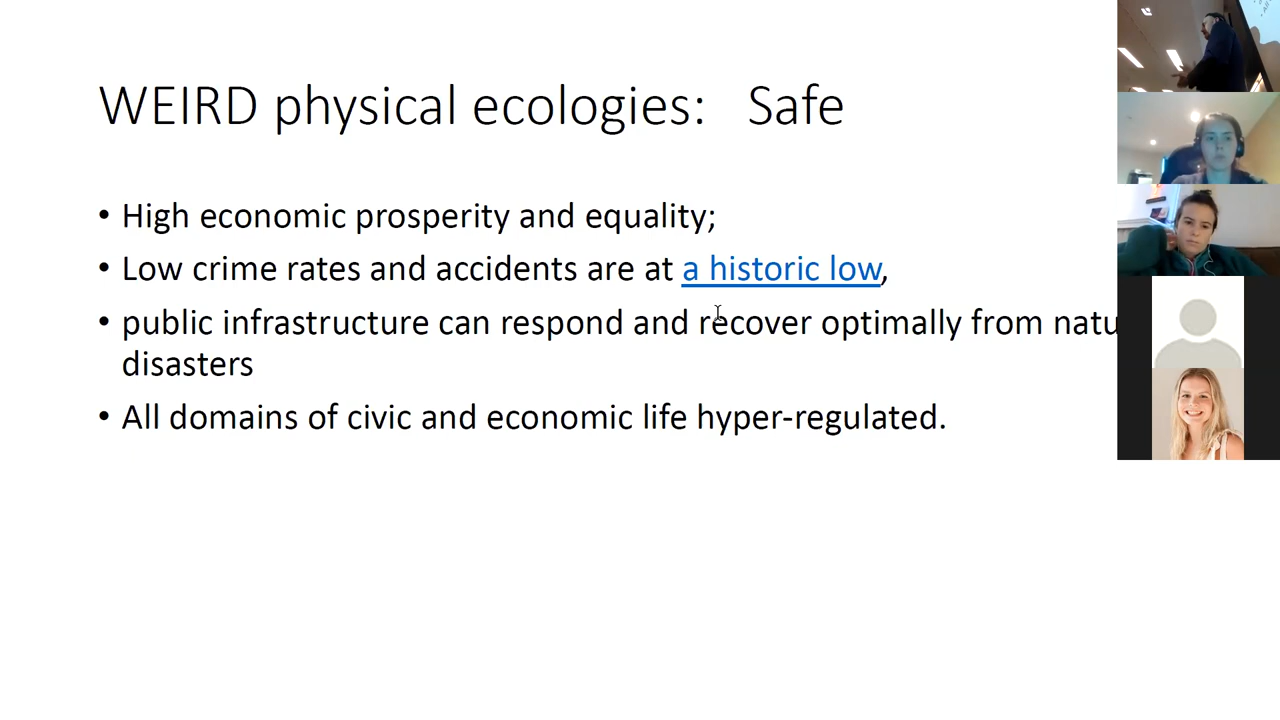 WEIRD physical ecologies: Safe
• High economic prosperity and equality;
• Low crime rates and accidents are at a historic low,
• public infrastructure can respond and recover optimally from natu
disasters
• All domains of civic and economic life hyper-regulated.